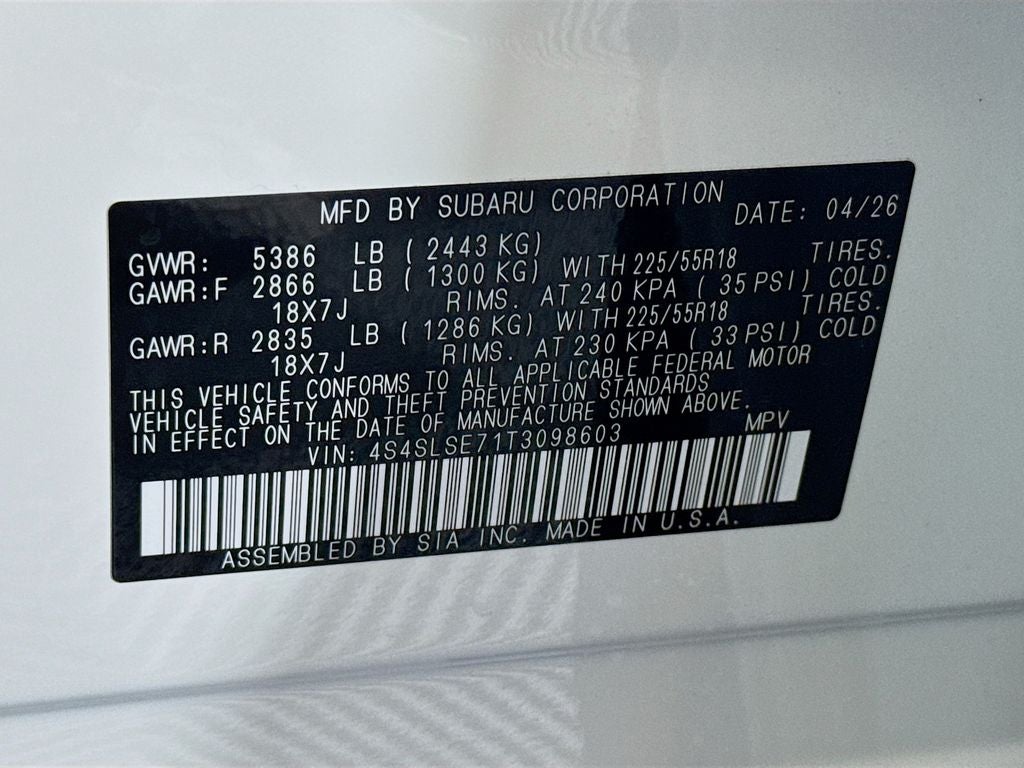 MFD BY SUBARU CORPORATION DATE: 04/26
GVWR: 5386 LB ( 2443 KG)
GAWR:F 2866 LB ( 1300 KG) WITH 225/55R18 TIRES.
18X7J RIMS. AT 240 KPA ( 35 PSI) COLD
GAWR:R 2835 LB ( 1286 KG) WITH 225/55R18 TIRES.
18X7J RIMS. AT 230 KPA ( 33 PSI) COLD
THIS VEHICLE CONFORMS TO ALL APPLICABLE FEDERAL MOTOR
VEHICLE SAFETY AND THEFT PREVENTION STANDARDS
IN EFFECT ON THE DATE OF MANUFACTURE SHOWN ABOVE.
VIN: 4S4SLSE71T3098603 MPV
ASSEMBLED BY SIA INC. MADE IN U.S.A.